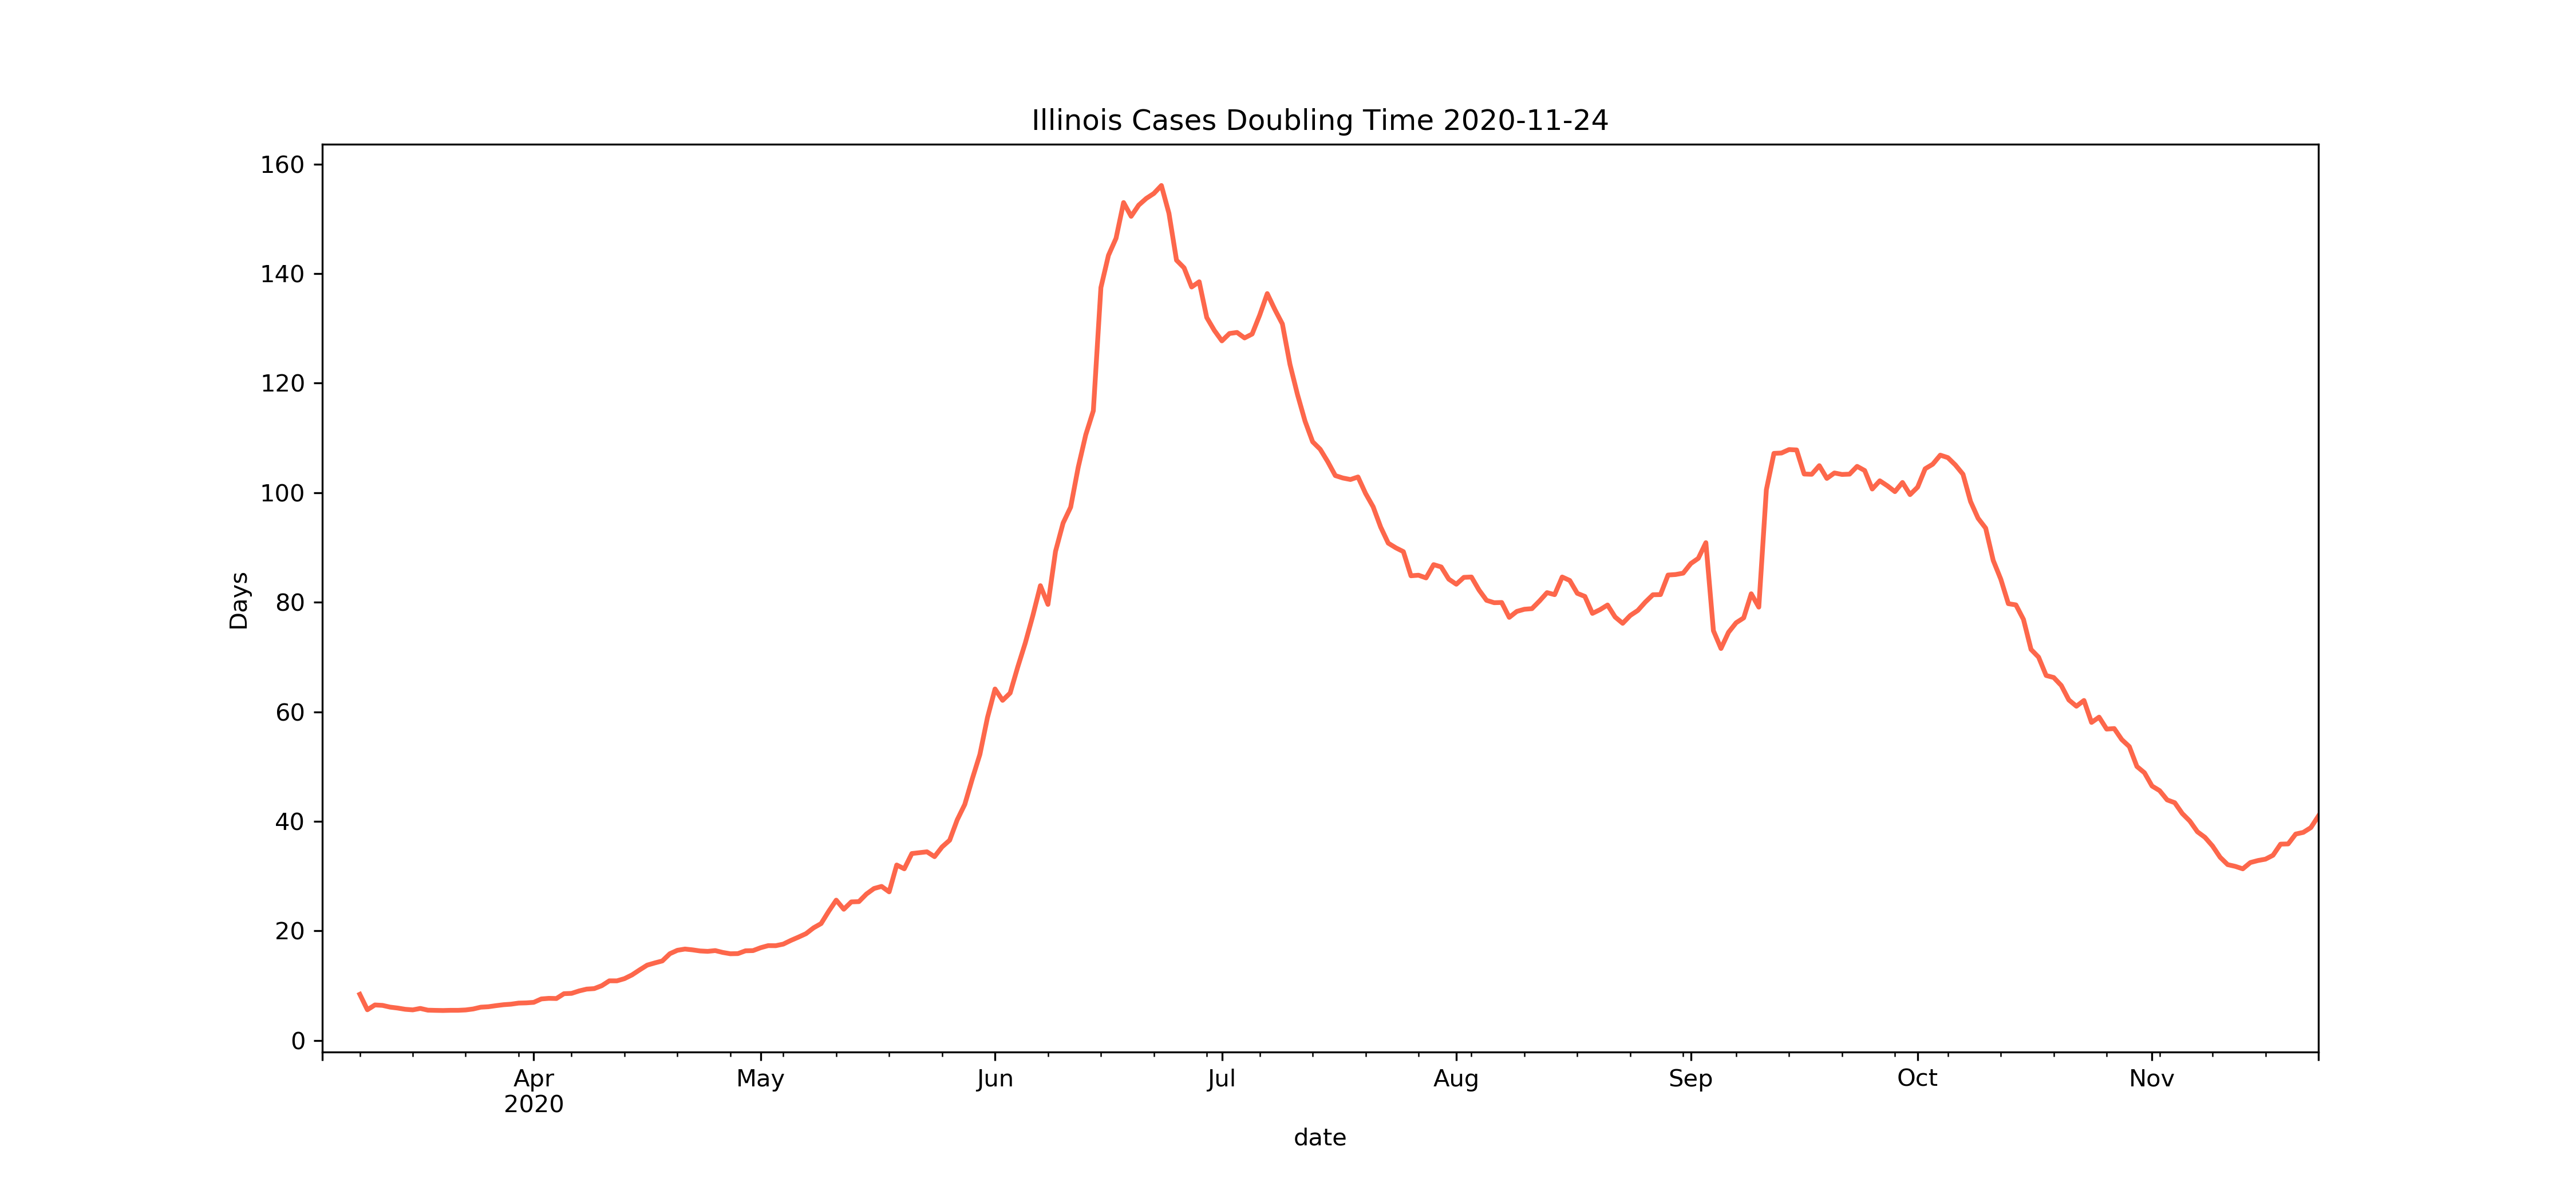 Illinois Cases Doubling Time 2020-11-24
160
140
120
100
80
60
40
20
0
Days
Apr May Jun Jul Aug Sep Oct Nov
2020
date